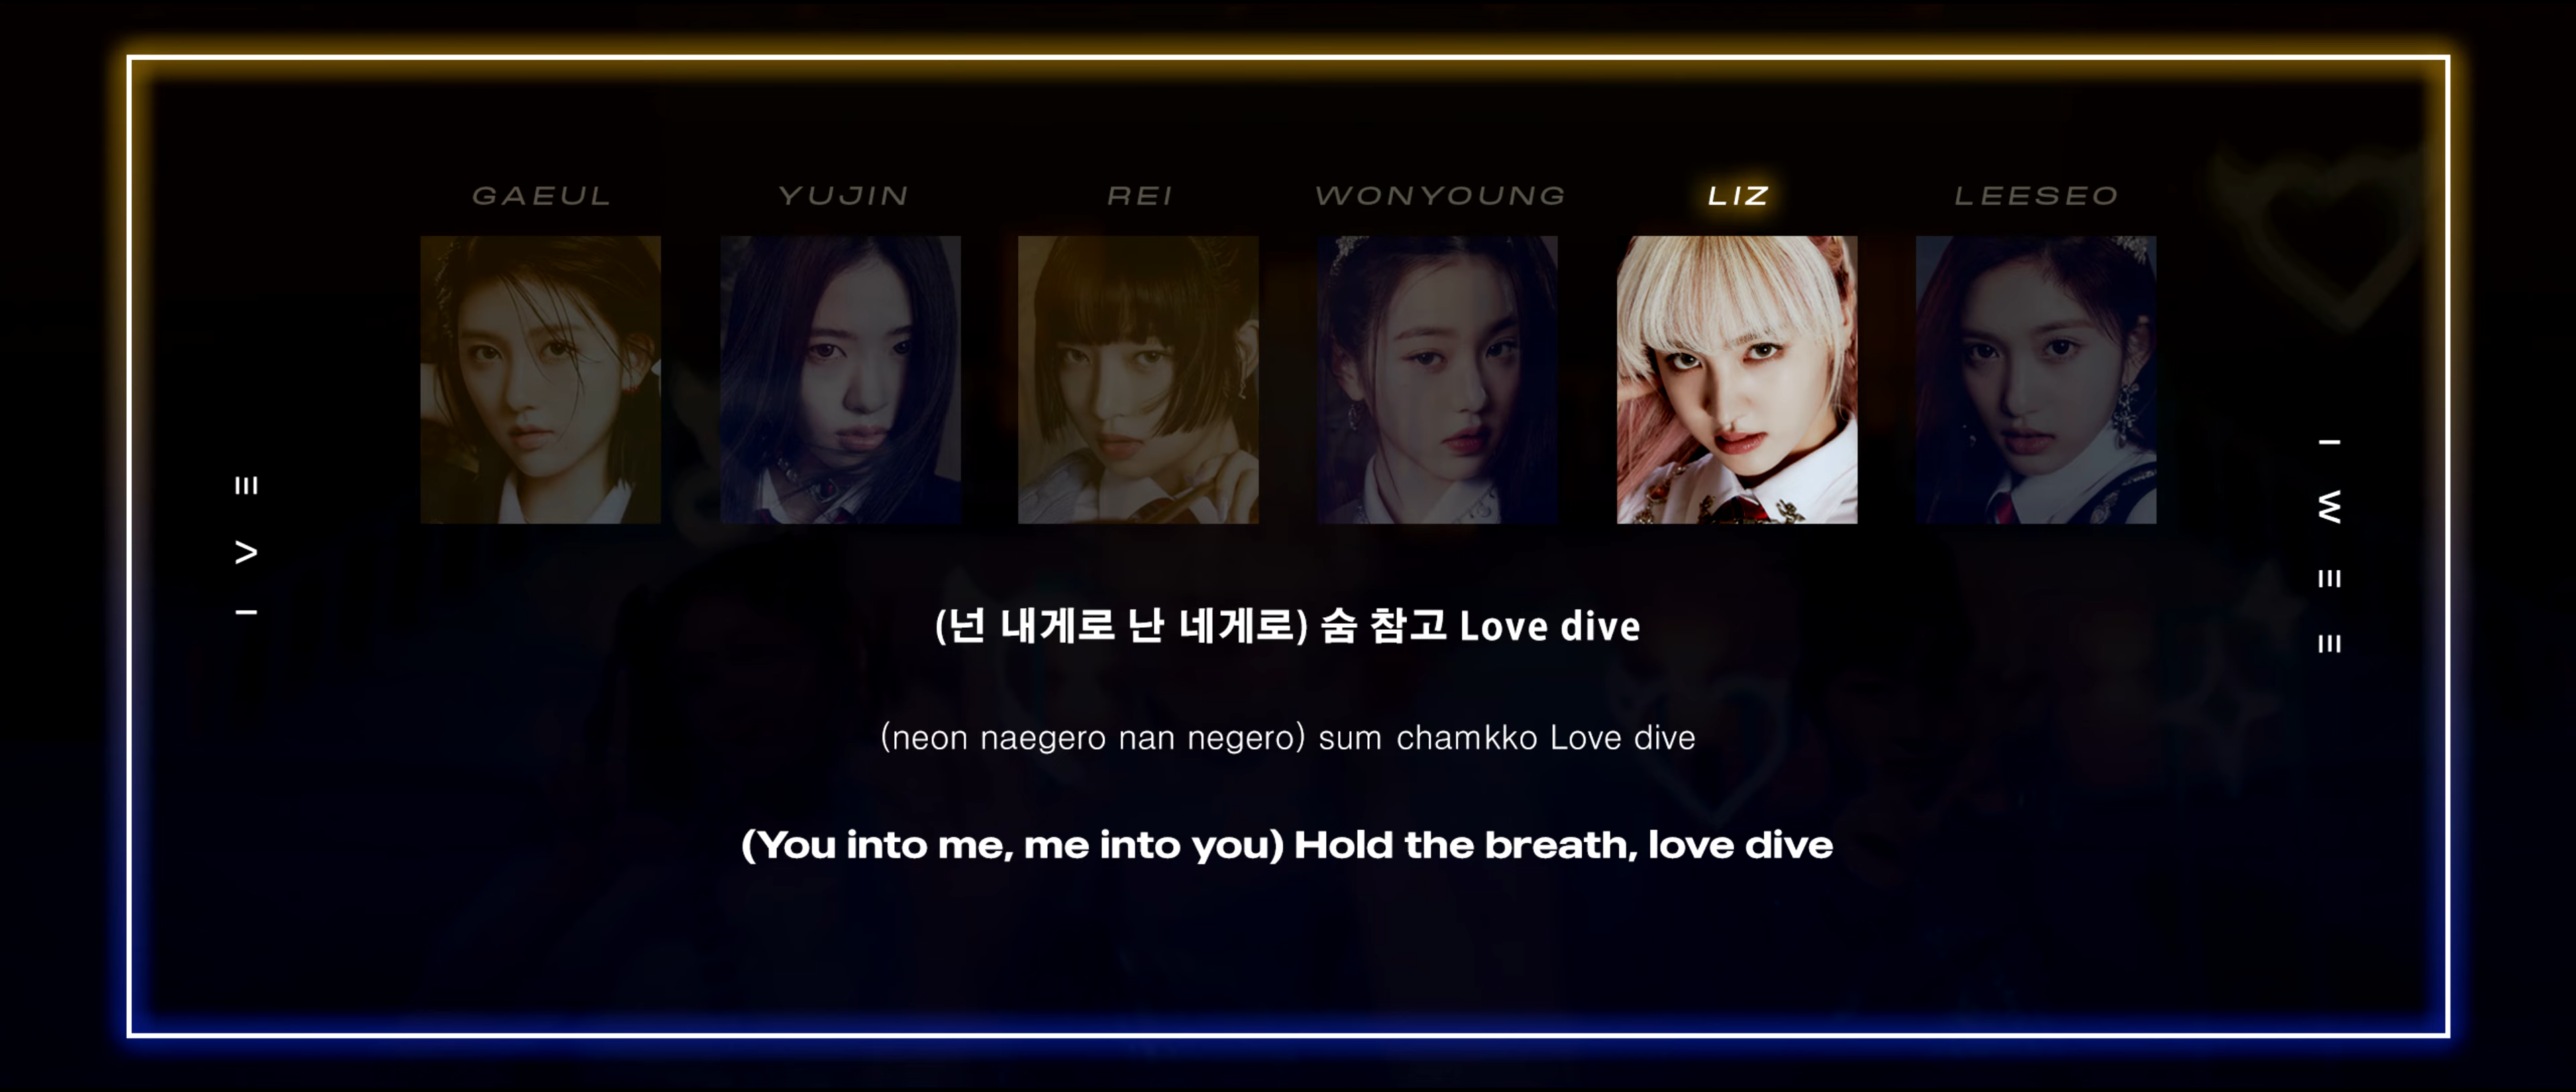 GAEUL YUJIN REI WONYOUNG LIZ LEESEO
IVΞ
IWΞΞ
(넌 내게로 난 네게로) 숨 참고 Love dive
(neon naegero nan negero) sum chamkko Love dive
(You into me, me into you) Hold the breath, love dive